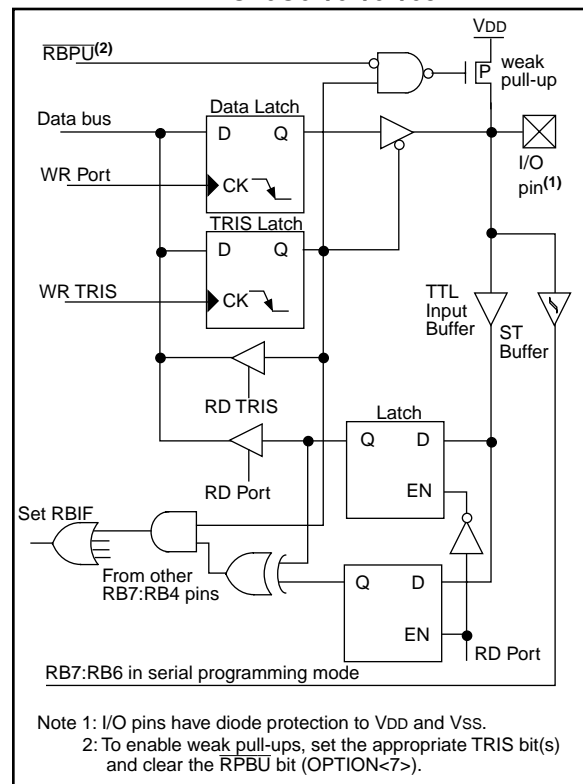 VDD
RBPU(2)
weak
pull-up
P
Data Latch
Data bus
D Q
WR Port
CK
I/O
pin(1)
TRIS Latch
D Q
WR TRIS
CK
TTL
Input
Buffer
ST
Buffer
RD TRIS
Latch
Q D
RD Port
EN
Set RBIF
From other
RB7:RB4 pins
Q D
EN
RD Port
RB7:RB6 in serial programming mode
Note 1: I/O pins have diode protection to VDD and VSS.
2: To enable weak pull-ups, set the appropriate TRIS bit(s)
and clear the RPBU bit (OPTION<7>).